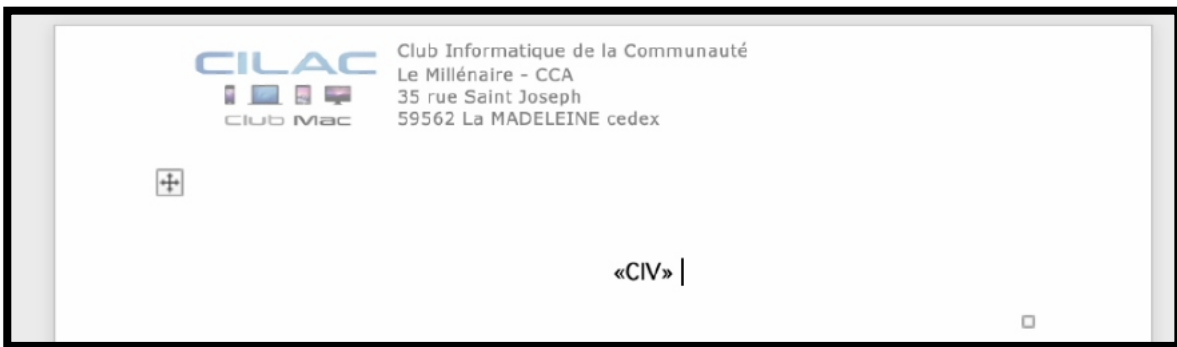 CILAC
Club Mac
Club Informatique de la Communauté
Le Millénaire - CCA
35 rue Saint Joseph
59562 La MADELEINE cedex
«CIV»